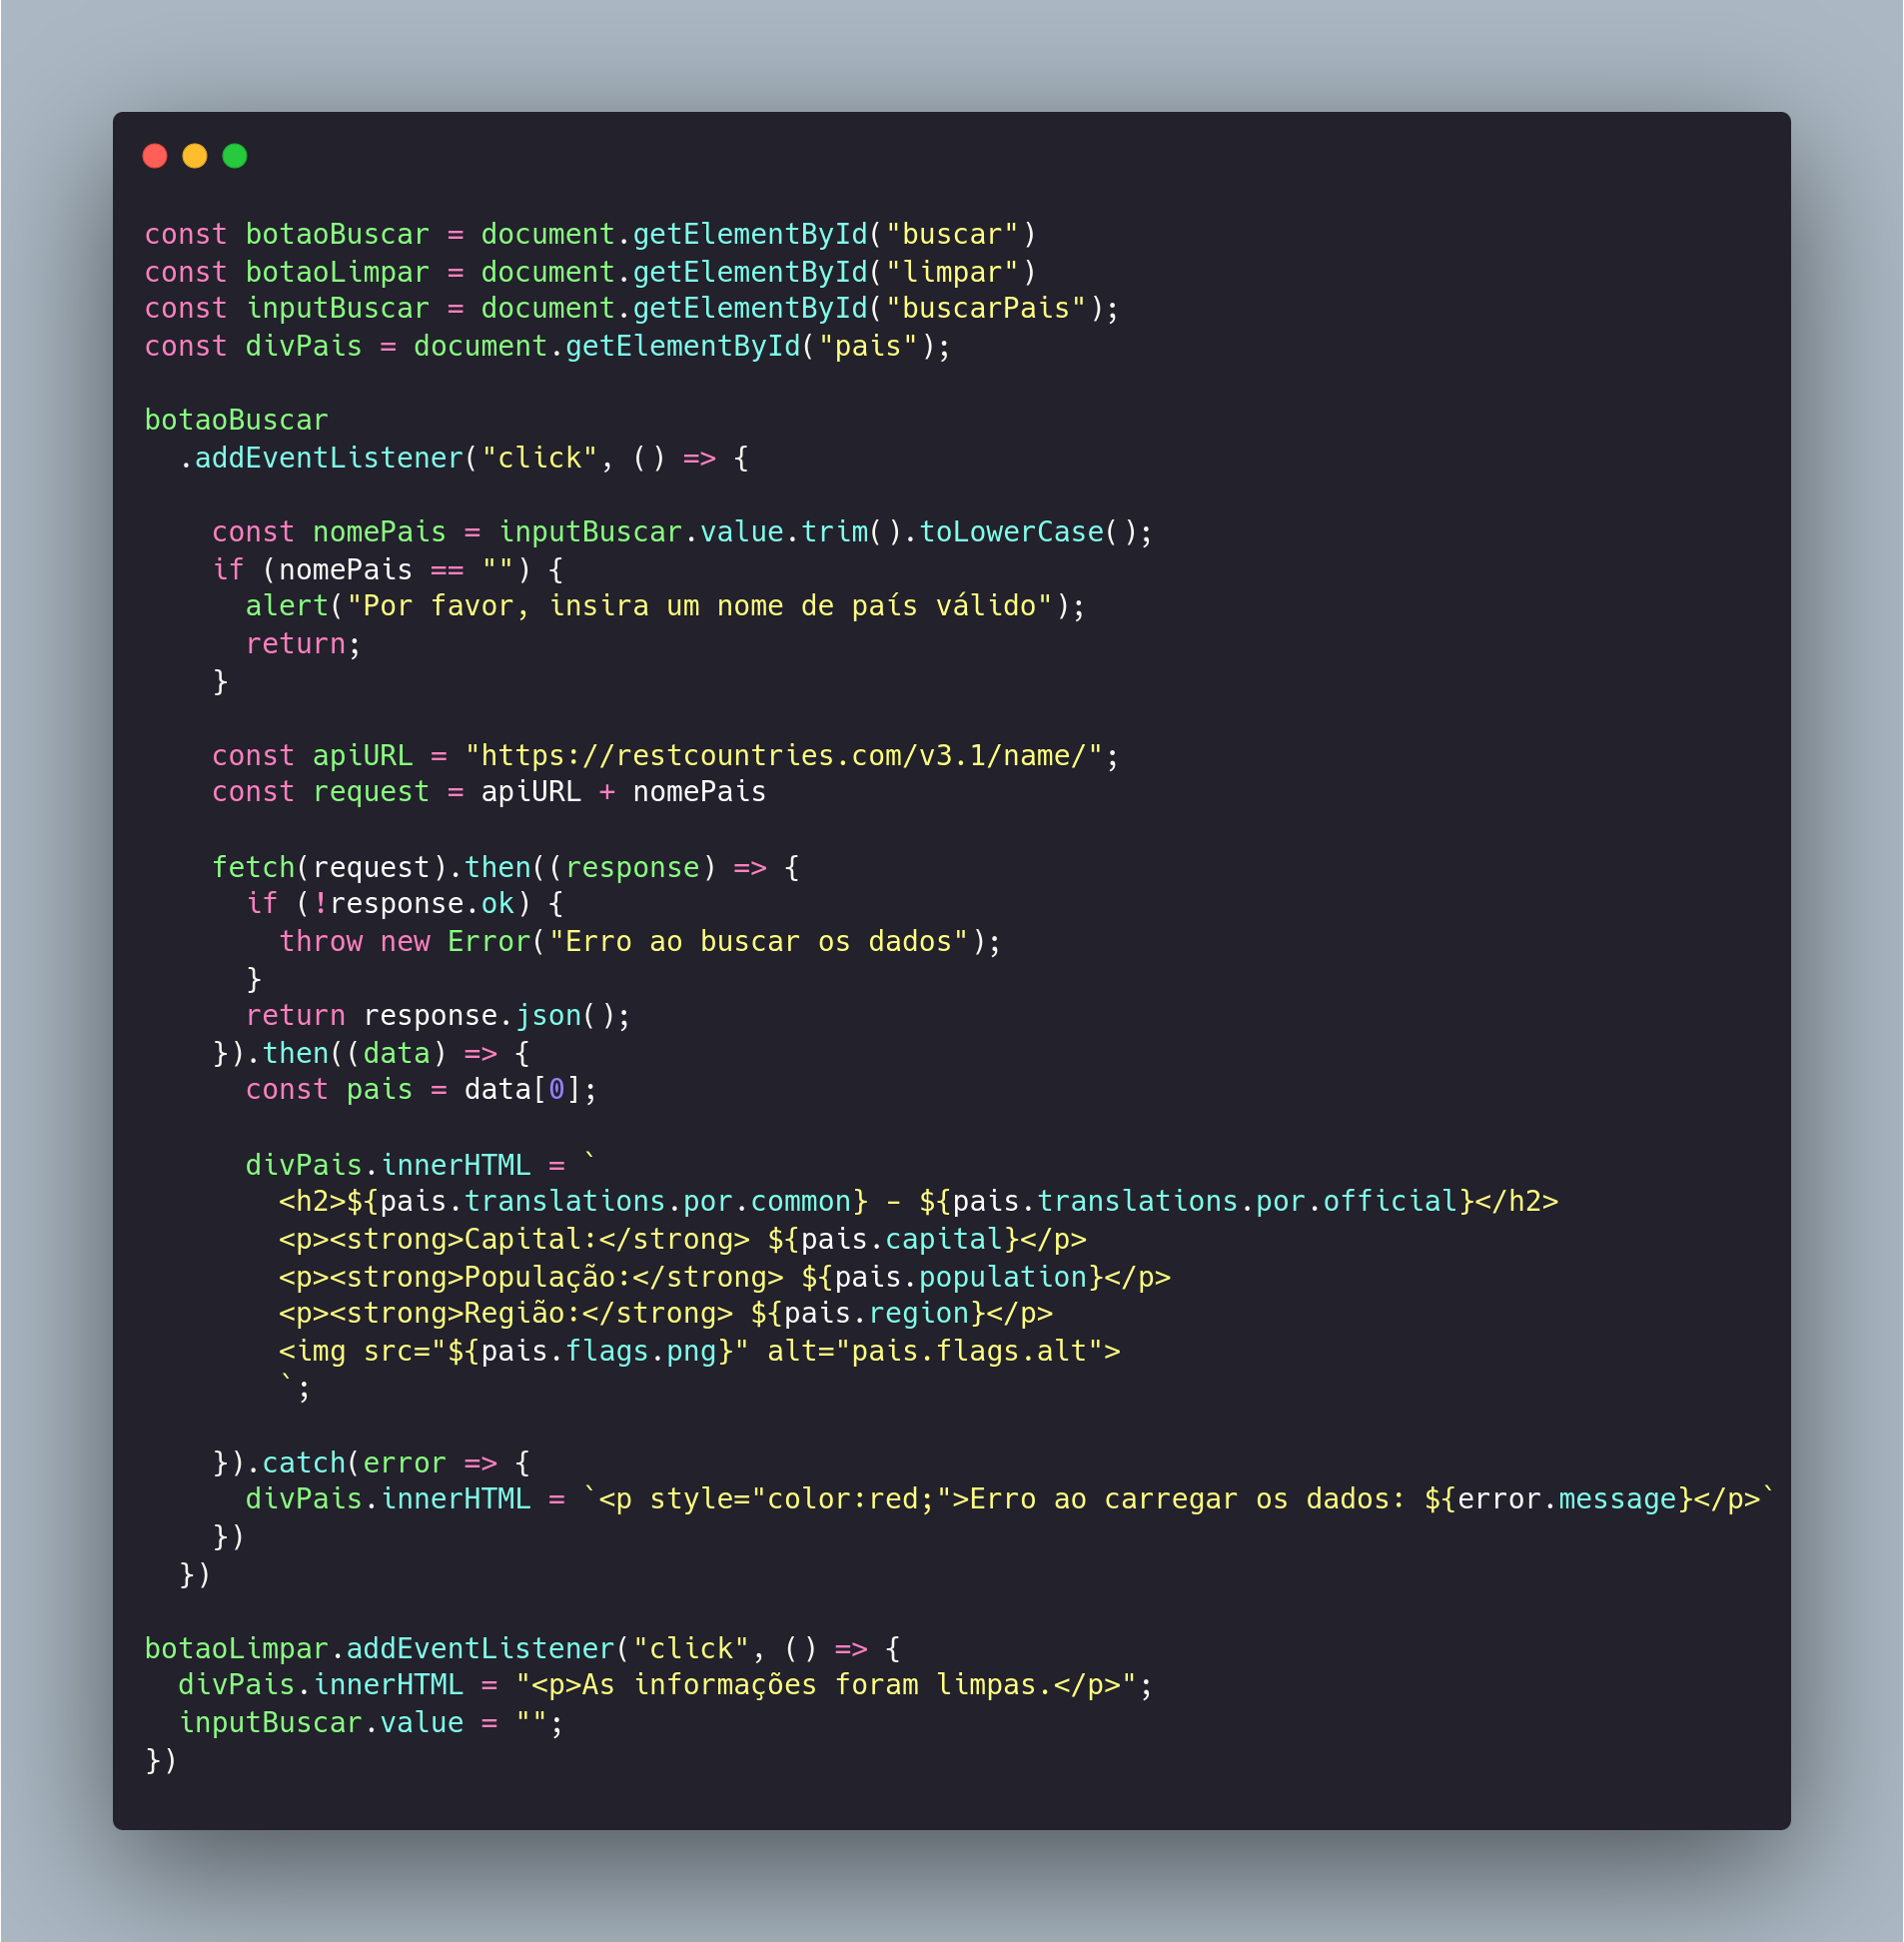 const botaoBuscar = document.getElementById("buscar")
const botaoLimpar = document.getElementById("limpar")
const inputBuscar = document.getElementById("buscarPais");
const divPais = document.getElementById("pais");

botaoBuscar
  .addEventListener("click", () => {

    const nomePais = inputBuscar.value.trim().toLowerCase();
    if (nomePais == "") {
      alert("Por favor, insira um nome de país válido");
      return;
    }

    const apiURL = "https://restcountries.com/v3.1/name/";
    const request = apiURL + nomePais

    fetch(request).then((response) => {
      if (!response.ok) {
        throw new Error("Erro ao buscar os dados");
      }
      return response.json();
    }).then((data) => {
      const pais = data[0];

      divPais.innerHTML = `
        <h2>${pais.translations.por.common} - ${pais.translations.por.official}</h2>
        <p><strong>Capital:</strong> ${pais.capital}</p>
        <p><strong>População:</strong> ${pais.population}</p>
        <p><strong>Região:</strong> ${pais.region}</p>
        <img src="${pais.flags.png}" alt="pais.flags.alt">
        `;

    }).catch(error => {
      divPais.innerHTML = `<p style="color:red;">Erro ao carregar os dados: ${error.message}</p>`
    })
  })

botaoLimpar.addEventListener("click", () => {
  divPais.innerHTML = "<p>As informações foram limpas.</p>";
  inputBuscar.value = "";
})